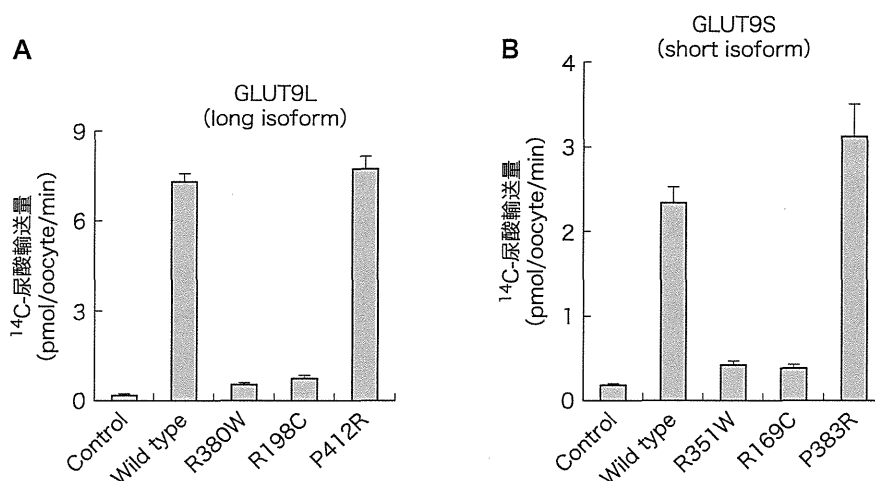 A
GLUT9L
(long isoform)
¹⁴C-尿酸輸送量
(pmol/oocyte/min)
9
6
3
0
Control
Wild type
R380W
R198C
P412R
B
GLUT9S
(short isoform)
¹⁴C-尿酸輸送量
(pmol/oocyte/min)
4
3
2
1
0
Control
Wild type
R351W
R169C
P383R